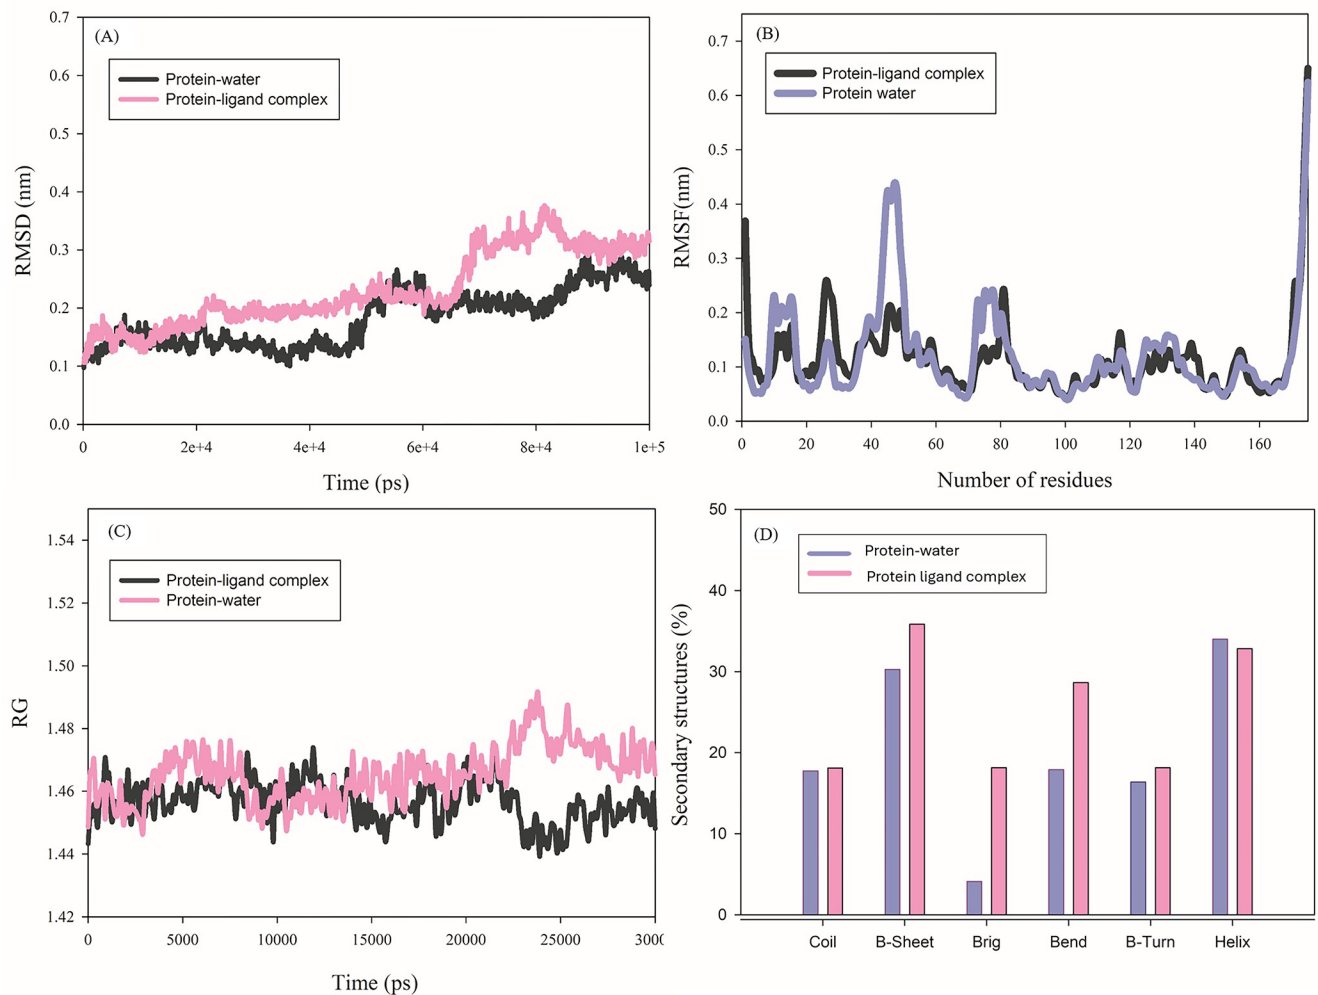 (A)
Protein-water
Protein-ligand complex
0.7
0.6
0.5
0.4
0.3
0.2
0.1
0.0
RMSD (nm)
0 2e+4 4e+4 6e+4 8e+4 1e+5
Time (ps)
(B)
Protein-ligand complex
Protein water
0.7
0.6
0.5
0.4
0.3
0.2
0.1
0.0
RMSF(nm)
0 20 40 60 80 100 120 140 160
Number of residues
(C)
Protein-ligand complex
Protein-water
1.54
1.52
1.50
1.48
1.46
1.44
1.42
RG
0 5000 10000 15000 20000 25000 3000
Time (ps)
(D)
Protein-water
Protein ligand complex
50
40
30
20
10
0
Secondary structures (%)
Coil B-Sheet Brig Bend B-Turn Helix